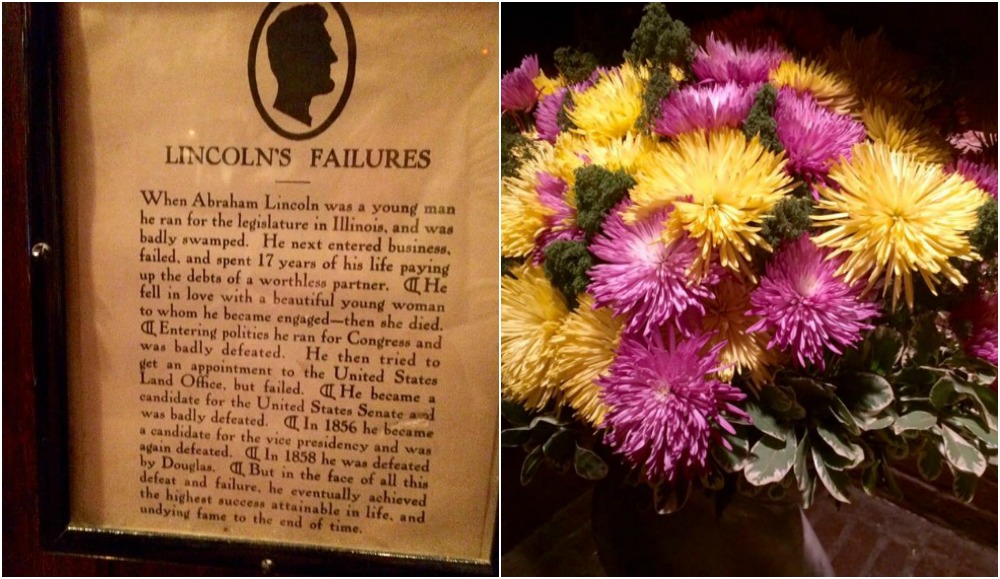 LINCOLN'S FAILURES
When Abraham Lincoln was a young man
he ran for the legislature in Illinois, and was
badly swamped. He next entered business,
failed, and spent 17 years of his life paying
up the debts of a worthless partner. ¶ He
fell in love with a beautiful young woman
to whom he became engaged—then she died.
¶ Entering politics he ran for Congress and
was badly defeated. He then tried to
get an appointment to the United States
Land Office, but failed. ¶ He became a
candidate for the United States Senate and
was badly defeated. ¶ In 1856 he became
a candidate for the vice presidency and was
again defeated. ¶ In 1858 he was defeated
by Douglas. ¶ But in the face of all this
defeat and failure, he eventually achieved
the highest success attainable in life, and
undying fame to the end of time.